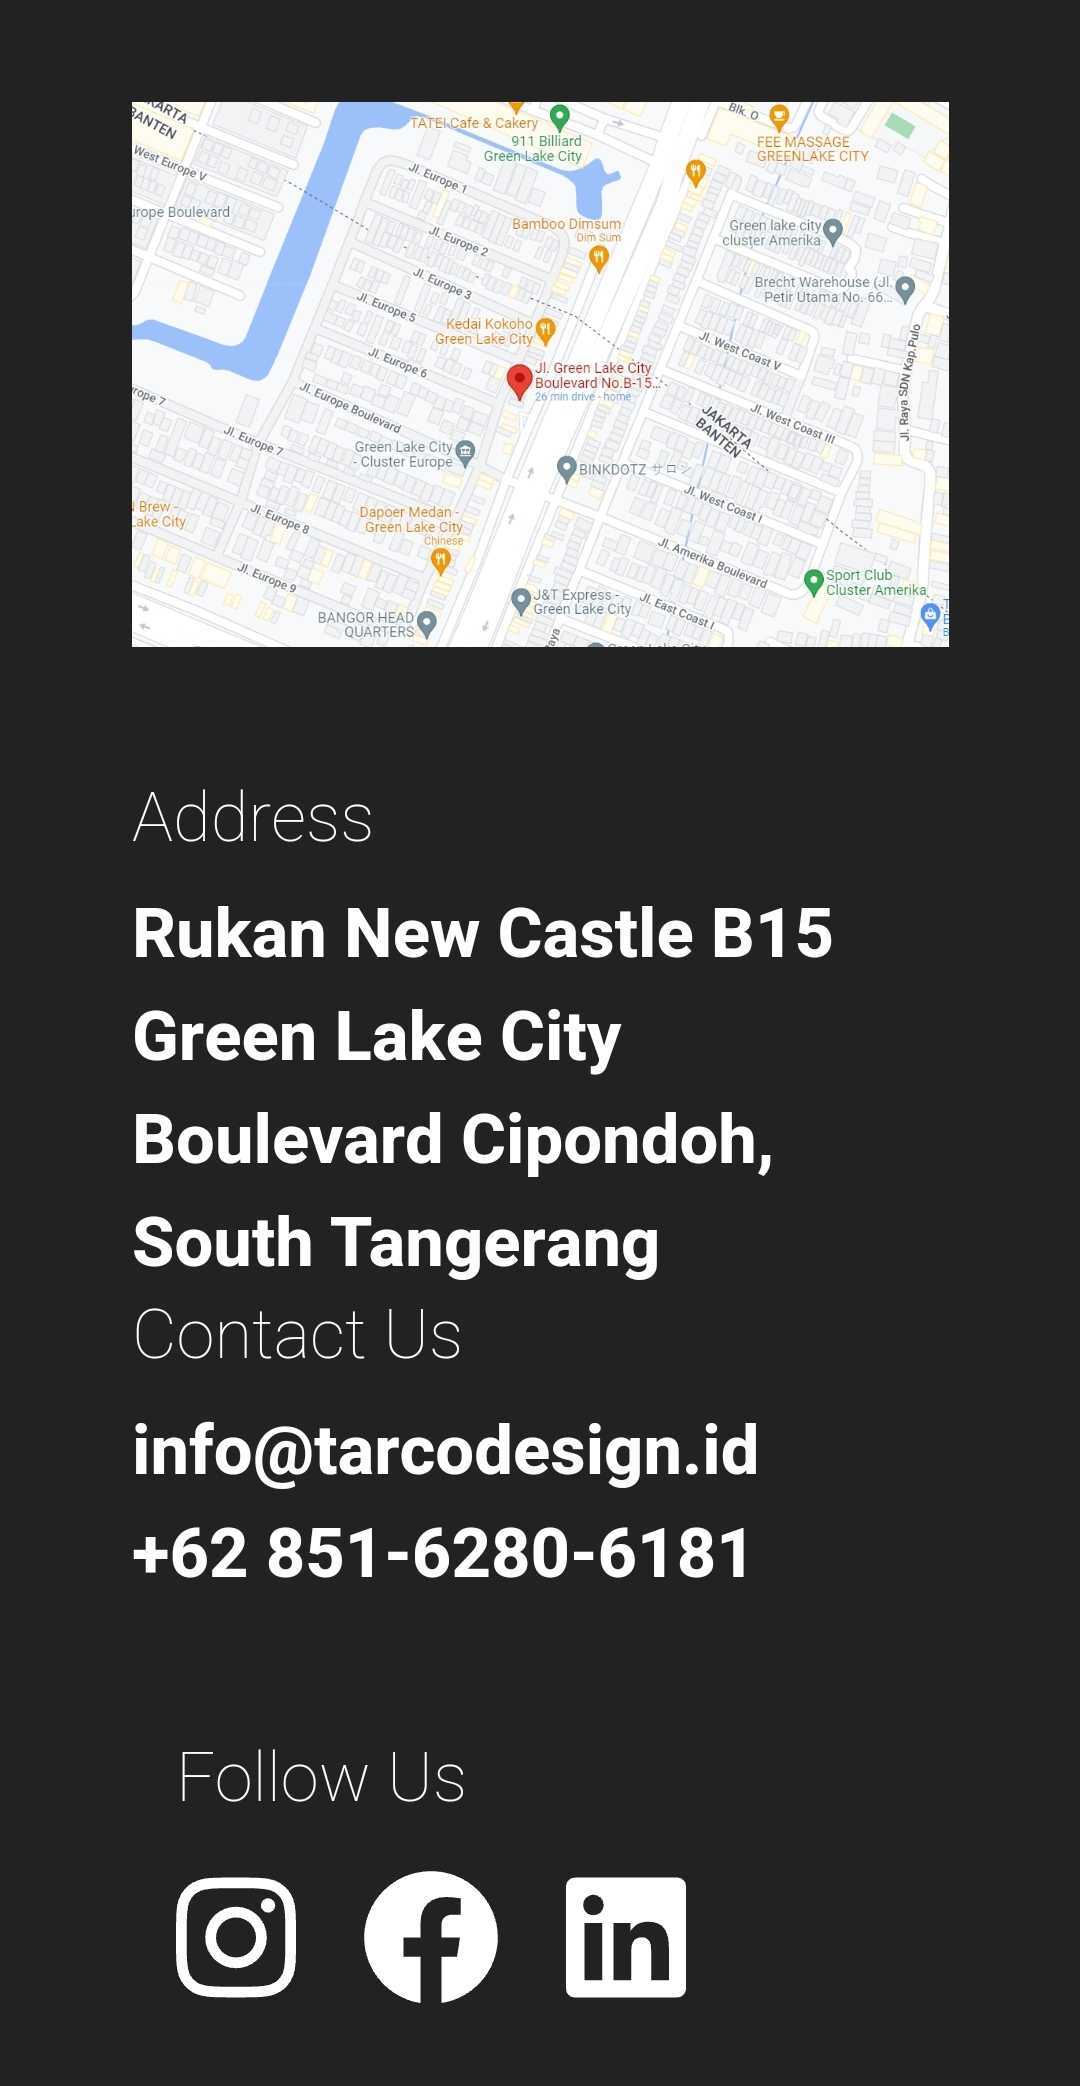 KARTA
BANTEN
West Europe V
urope Boulevard
TATEI Cafe & Cakery
911 Billiard
Green Lake City
Blk. O
FEE MASSAGE
GREENLAKE CITY
Jl. Europe 1
Bamboo Dimsum
Dim Sum
Green lake city
cluster Amerika
Jl. Europe 2
Jl. Europe 3
Brecht Warehouse (Jl.
Petir Utama No. 66...
Jl. Europe 5
Kedai Kokoho
Green Lake City
Jl. West Coast V
Jl. Raya SDN Kap.Pulo
Jl. Europe 6
Jl. Green Lake City
Boulevard No.B-15...
26 min drive - home
rope 7
Jl. Europe Boulevard
JAKARTA
BANTEN
Jl. West Coast III
Jl. Europe 7
Green Lake City
- Cluster Europe
BINKDOTZ サロン
Jl. West Coast I
Brew -
Lake City
Jl. Europe 8
Dapoer Medan -
Green Lake City
Chinese
Jl. Amerika Boulevard
Jl. Europe 9
Sport Club
Cluster Amerika
J&T Express -
Green Lake City
Jl. East Coast I
BANGOR HEAD
QUARTERS
aya
Address
Rukan New Castle B15
Green Lake City
Boulevard Cipondoh,
South Tangerang
Contact Us
info@tarcodesign.id
+62 851-6280-6181
Follow Us